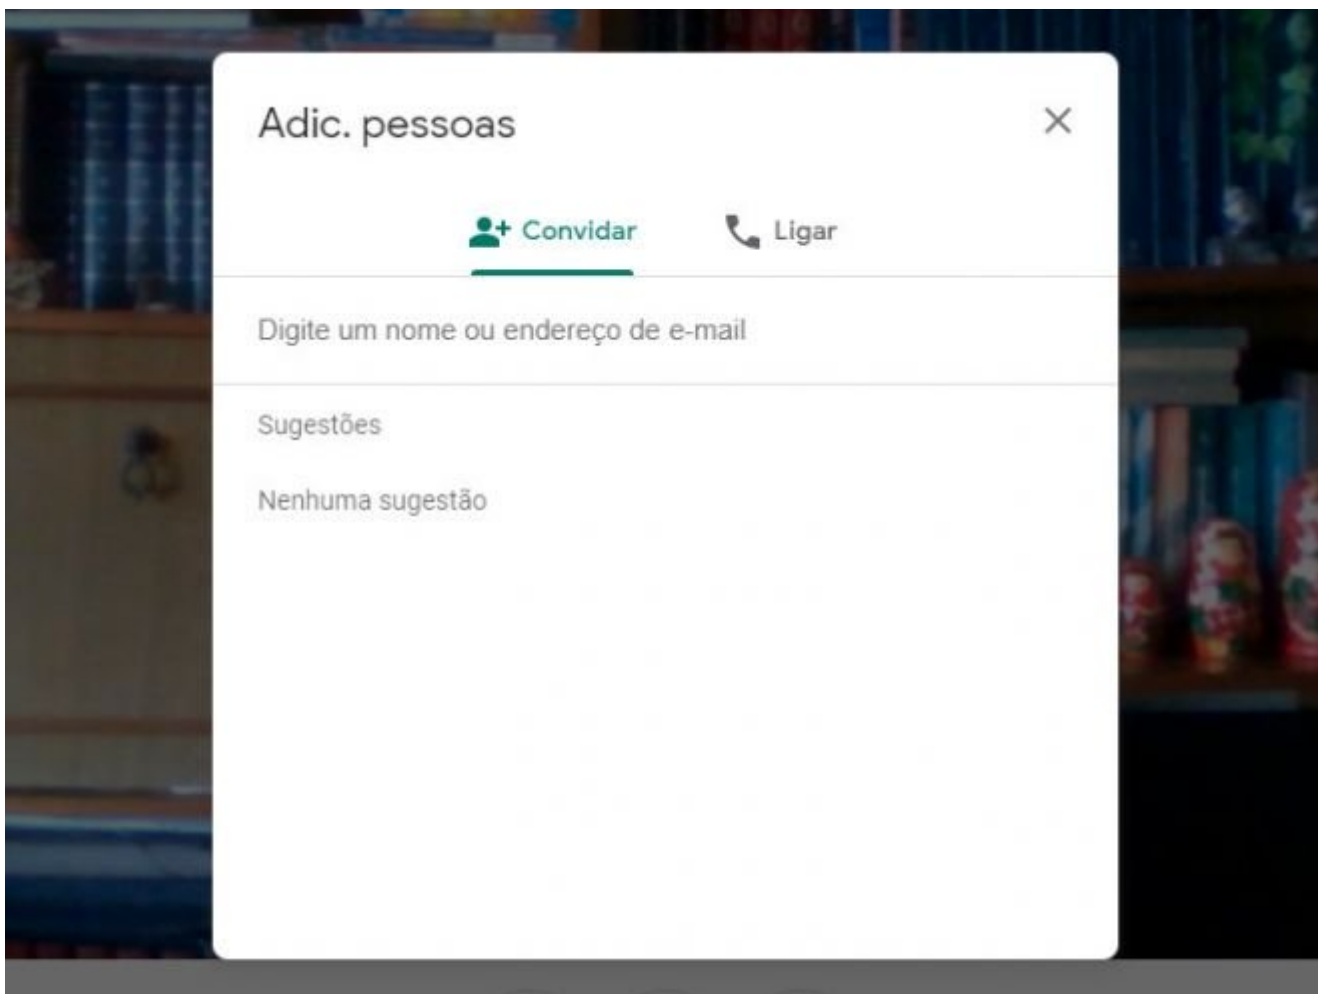 Adic. pessoas
Convidar
Ligar
Digite um nome ou endereço de e-mail
Sugestões
Nenhuma sugestão